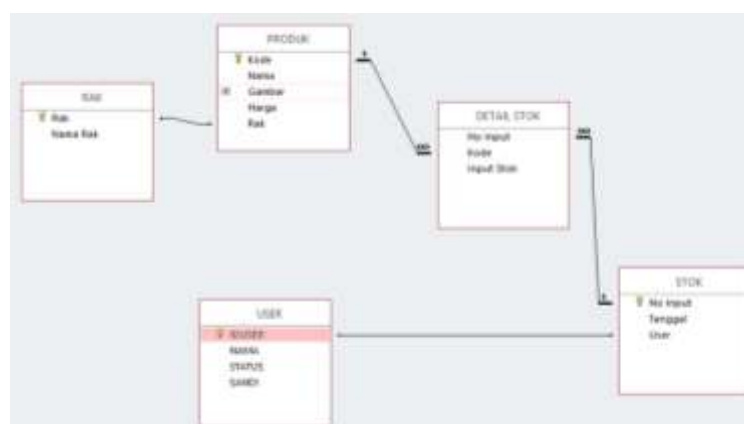 PRODUK
Kode
Nama
Gambar
Harga
Rak
RAK
Rak
Nama Rak
DETAIL STOK
No Input
Kode
Input Stok
STOK
No Input
Tanggal
User
USER
IDUSER
NAMA
STATUS
SANDI